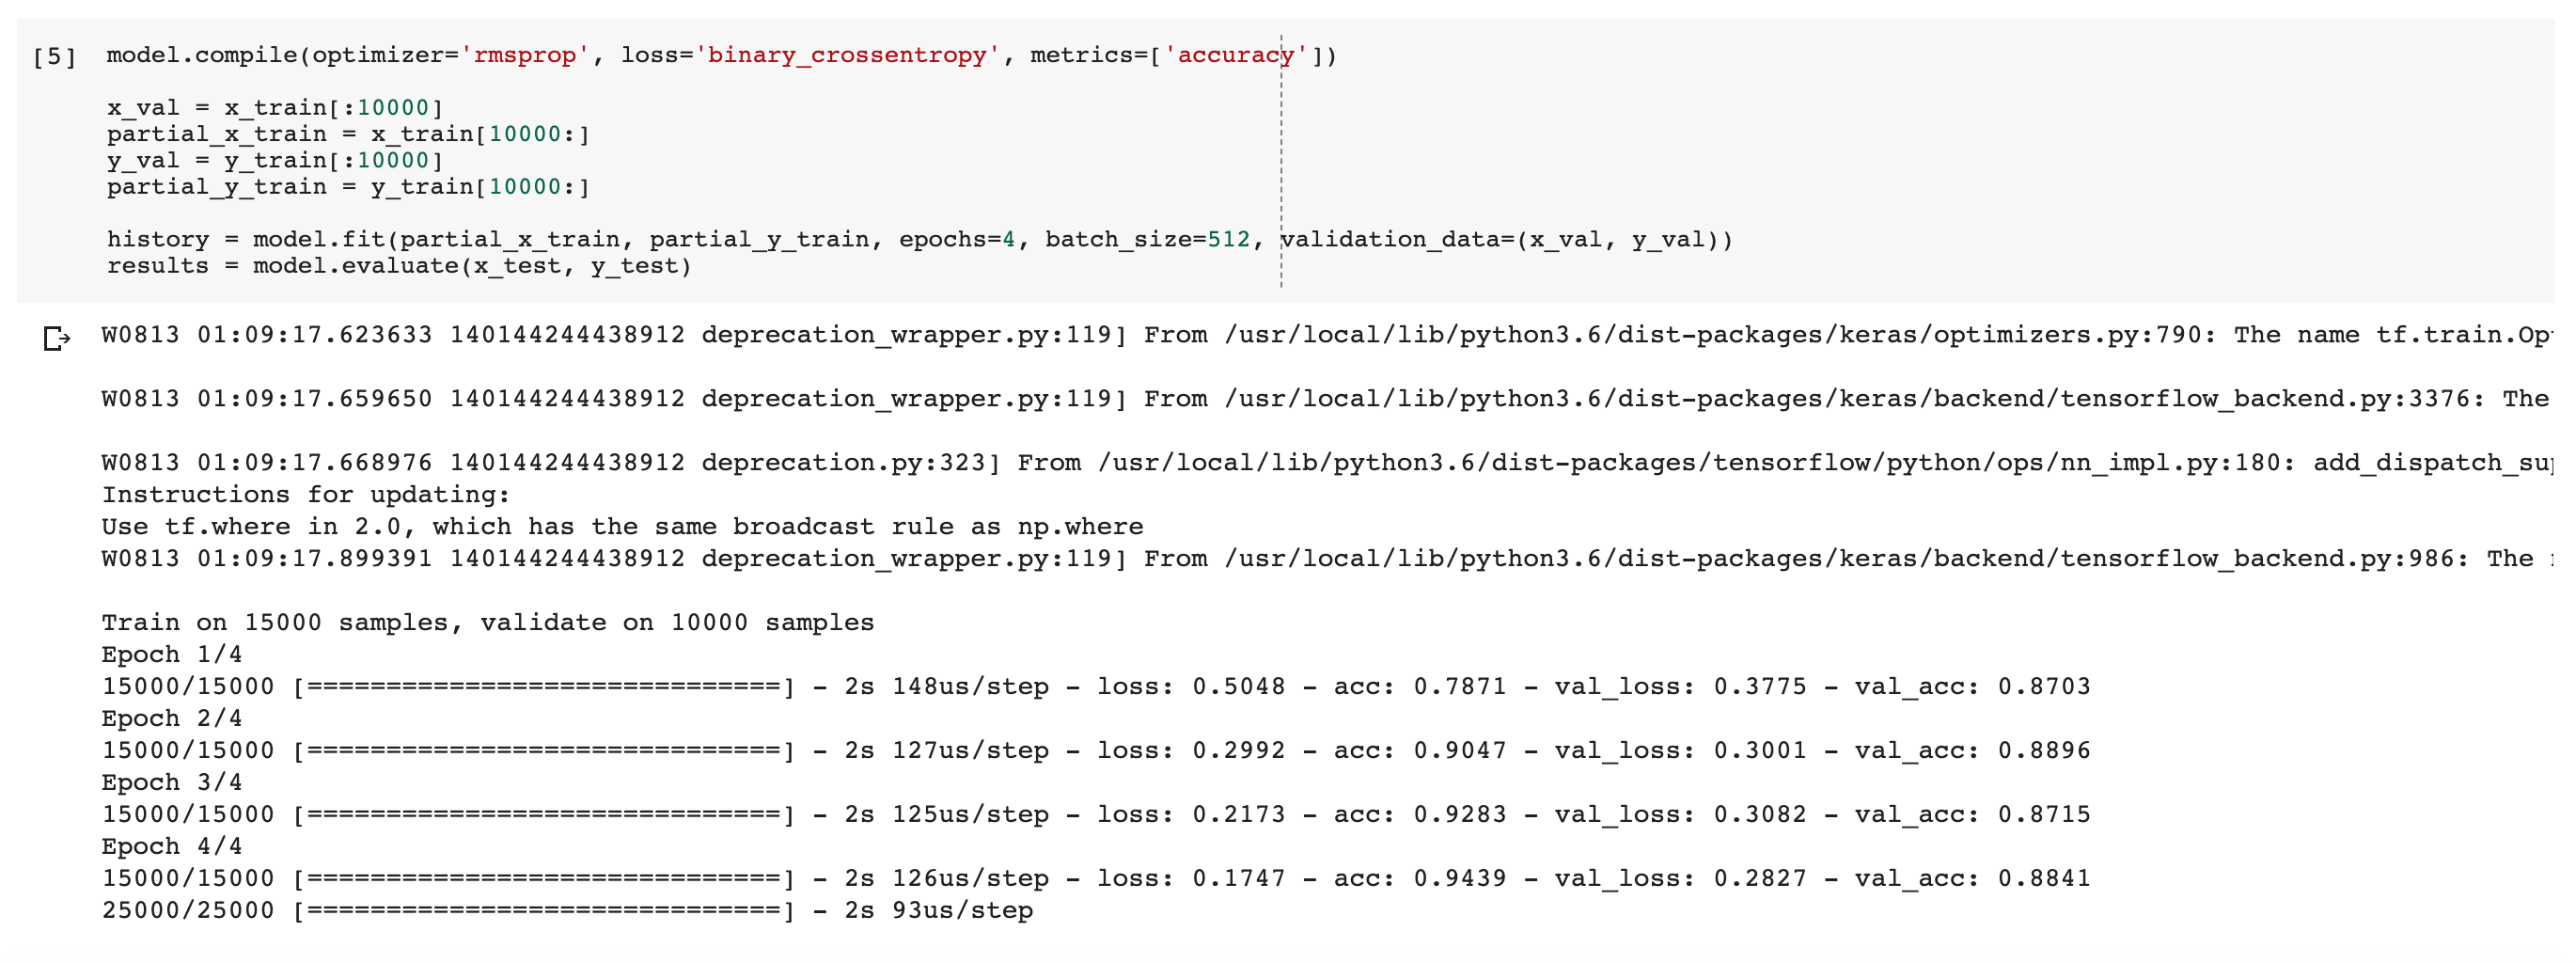 [5] model.compile(optimizer='rmsprop', loss='binary_crossentropy', metrics=['accuracy'])
x_val = x_train[:10000]
partial_x_train = x_train[10000:]
y_val = y_train[:10000]
partial_y_train = y_train[10000:]
history = model.fit(partial_x_train, partial_y_train, epochs=4, batch_size=512, validation_data=(x_val, y_val))
results = model.evaluate(x_test, y_test)
W0813 01:09:17.623633 140144244438912 deprecation_wrapper.py:119] From /usr/local/lib/python3.6/dist-packages/keras/optimizers.py:790: The name tf.train.Op
W0813 01:09:17.659650 140144244438912 deprecation_wrapper.py:119] From /usr/local/lib/python3.6/dist-packages/keras/backend/tensorflow_backend.py:3376: The
W0813 01:09:17.668976 140144244438912 deprecation.py:323] From /usr/local/lib/python3.6/dist-packages/tensorflow/python/ops/nn_impl.py:180: add_dispatch_su
Instructions for updating:
Use tf.where in 2.0, which has the same broadcast rule as np.where
W0813 01:09:17.899391 140144244438912 deprecation_wrapper.py:119] From /usr/local/lib/python3.6/dist-packages/keras/backend/tensorflow_backend.py:986: The
Train on 15000 samples, validate on 10000 samples
Epoch 1/4
15000/15000 [==============================] - 2s 148us/step - loss: 0.5048 - acc: 0.7871 - val_loss: 0.3775 - val_acc: 0.8703
Epoch 2/4
15000/15000 [==============================] - 2s 127us/step - loss: 0.2992 - acc: 0.9047 - val_loss: 0.3001 - val_acc: 0.8896
Epoch 3/4
15000/15000 [==============================] - 2s 125us/step - loss: 0.2173 - acc: 0.9283 - val_loss: 0.3082 - val_acc: 0.8715
Epoch 4/4
15000/15000 [==============================] - 2s 126us/step - loss: 0.1747 - acc: 0.9439 - val_loss: 0.2827 - val_acc: 0.8841
25000/25000 [==============================] - 2s 93us/step